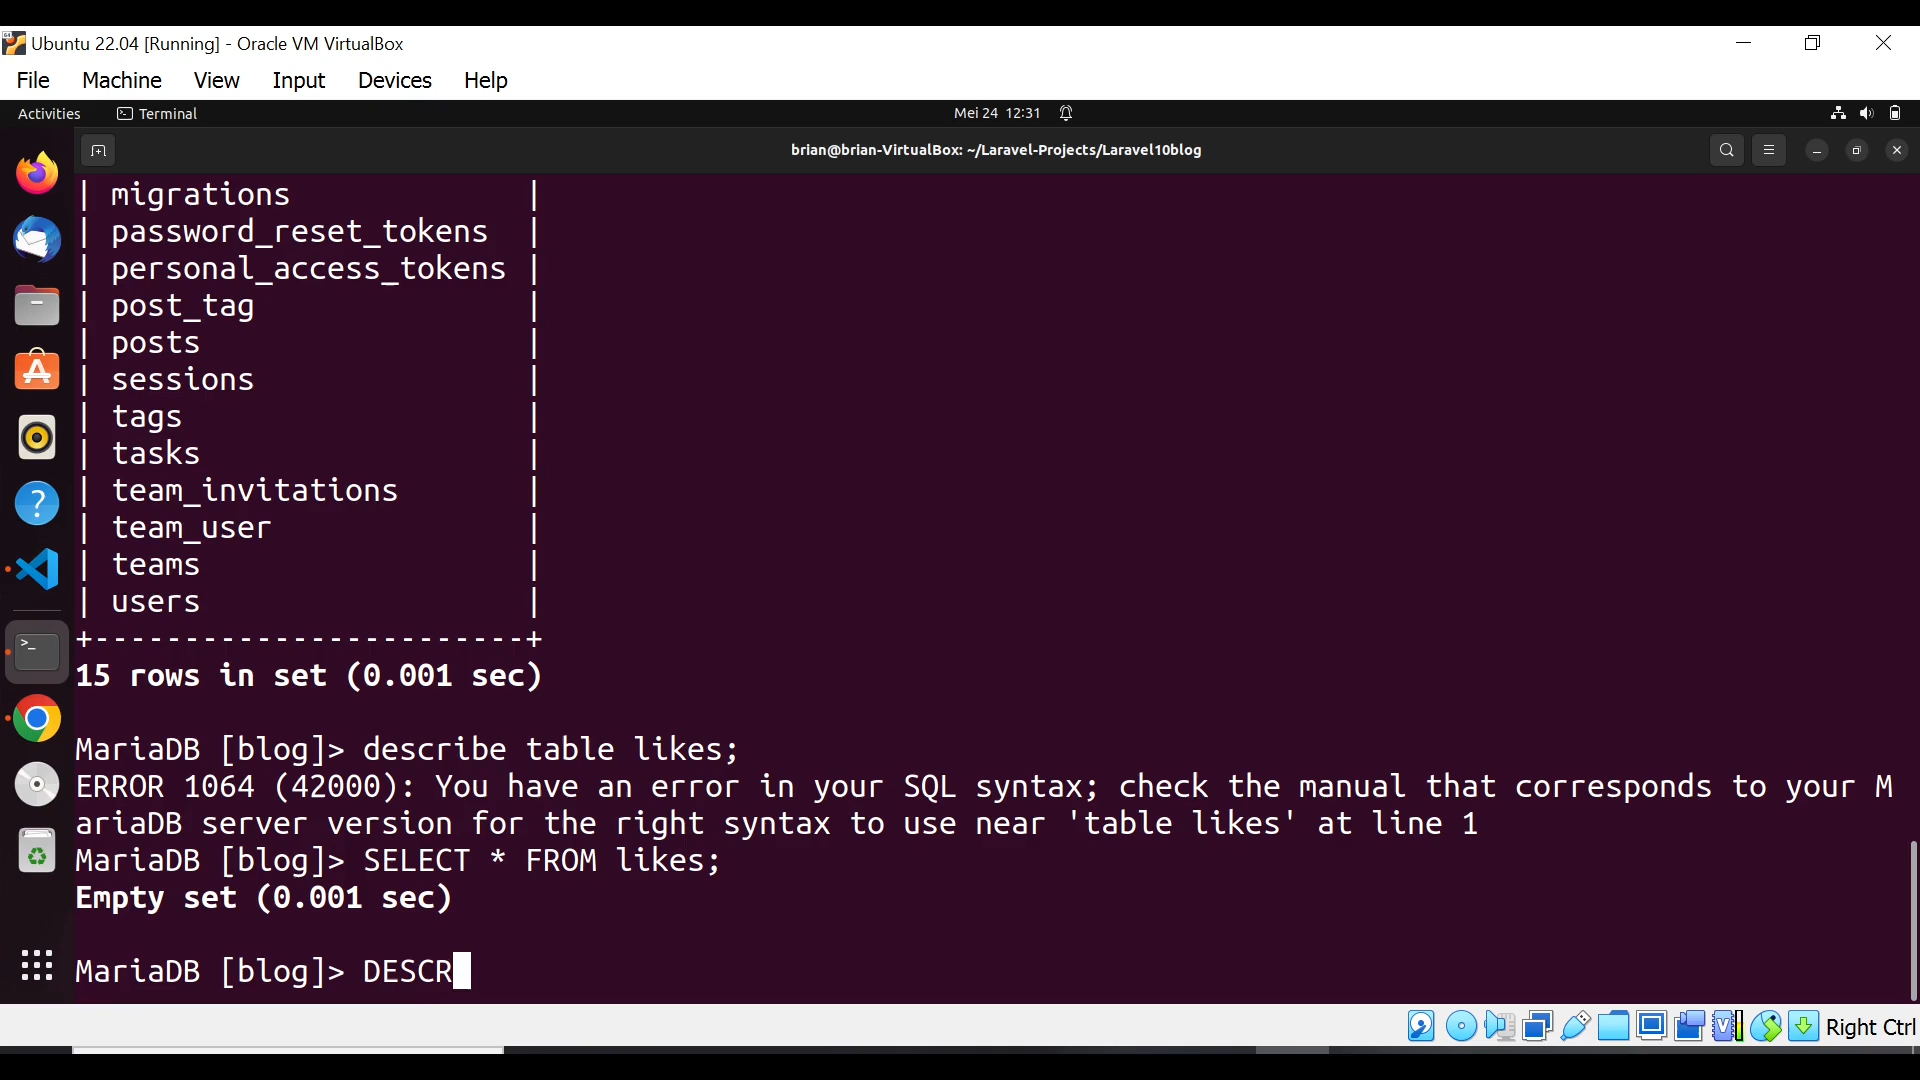 Ubuntu 22.04 [Running] - Oracle VM VirtualBox
File Machine View Input Devices Help
Activities Terminal Mei 24 12:31
brian@brian-VirtualBox: ~/Laravel-Projects/Laravel10blog
| migrations |
| password_reset_tokens |
| personal_access_tokens |
| post_tag |
| posts |
| sessions |
| tags |
| tasks |
| team_invitations |
| team_user |
| teams |
| users |
+------------------------+
15 rows in set (0.001 sec)
MariaDB [blog]> describe table likes;
ERROR 1064 (42000): You have an error in your SQL syntax; check the manual that corresponds to your M
ariaDB server version for the right syntax to use near 'table likes' at line 1
MariaDB [blog]> SELECT * FROM likes;
Empty set (0.001 sec)
MariaDB [blog]> DESCR
Right Ctrl